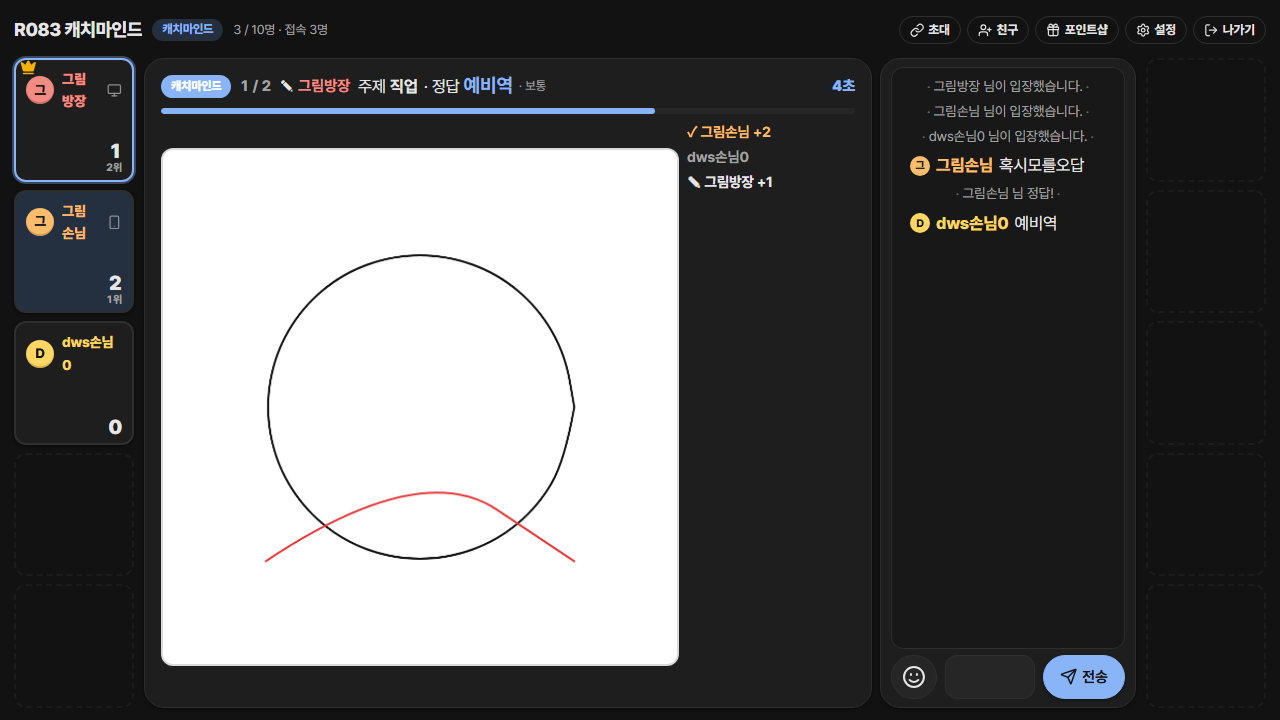 R083 캐치마인드 캐치마인드 3 / 10명 · 접속 3명 초대 친구 포인트샵 설정 나가기
그 그림방장
1
2위
그 그림손님
2
1위
D dws손님0
0
캐치마인드 1 / 2 그림방장 주제 직업 · 정답 예비역 · 보통 4초
✓ 그림손님 +2
dws손님0
그림방장 +1
· 그림방장 님이 입장했습니다. ·
· 그림손님 님이 입장했습니다. ·
· dws손님0 님이 입장했습니다. ·
그 그림손님 혹시모를오답
· 그림손님 님 정답! ·
D dws손님0 예비역
전송